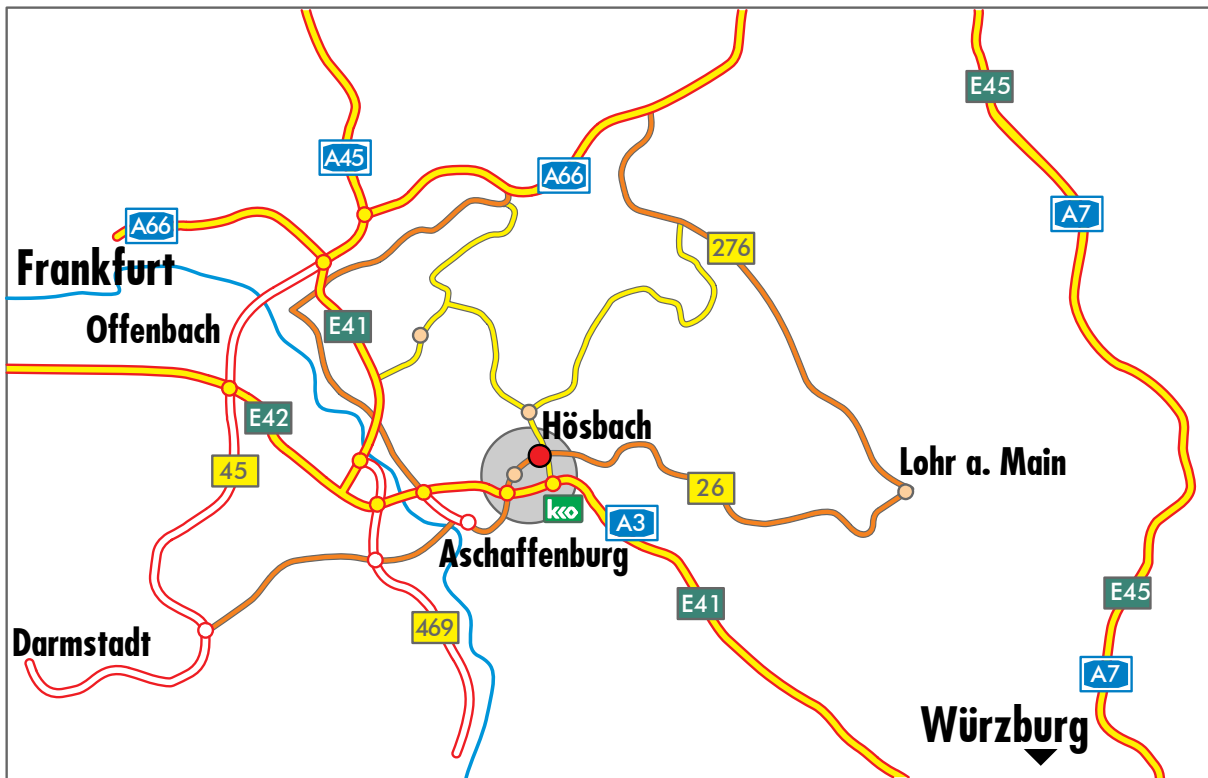 E45
A45
A66
A7
A66
276
Frankfurt
Offenbach
E41
E42
Hösbach
45
26
Lohr a. Main
kko
A3
Aschaffenburg
E41
E45
469
Darmstadt
A7
Würzburg